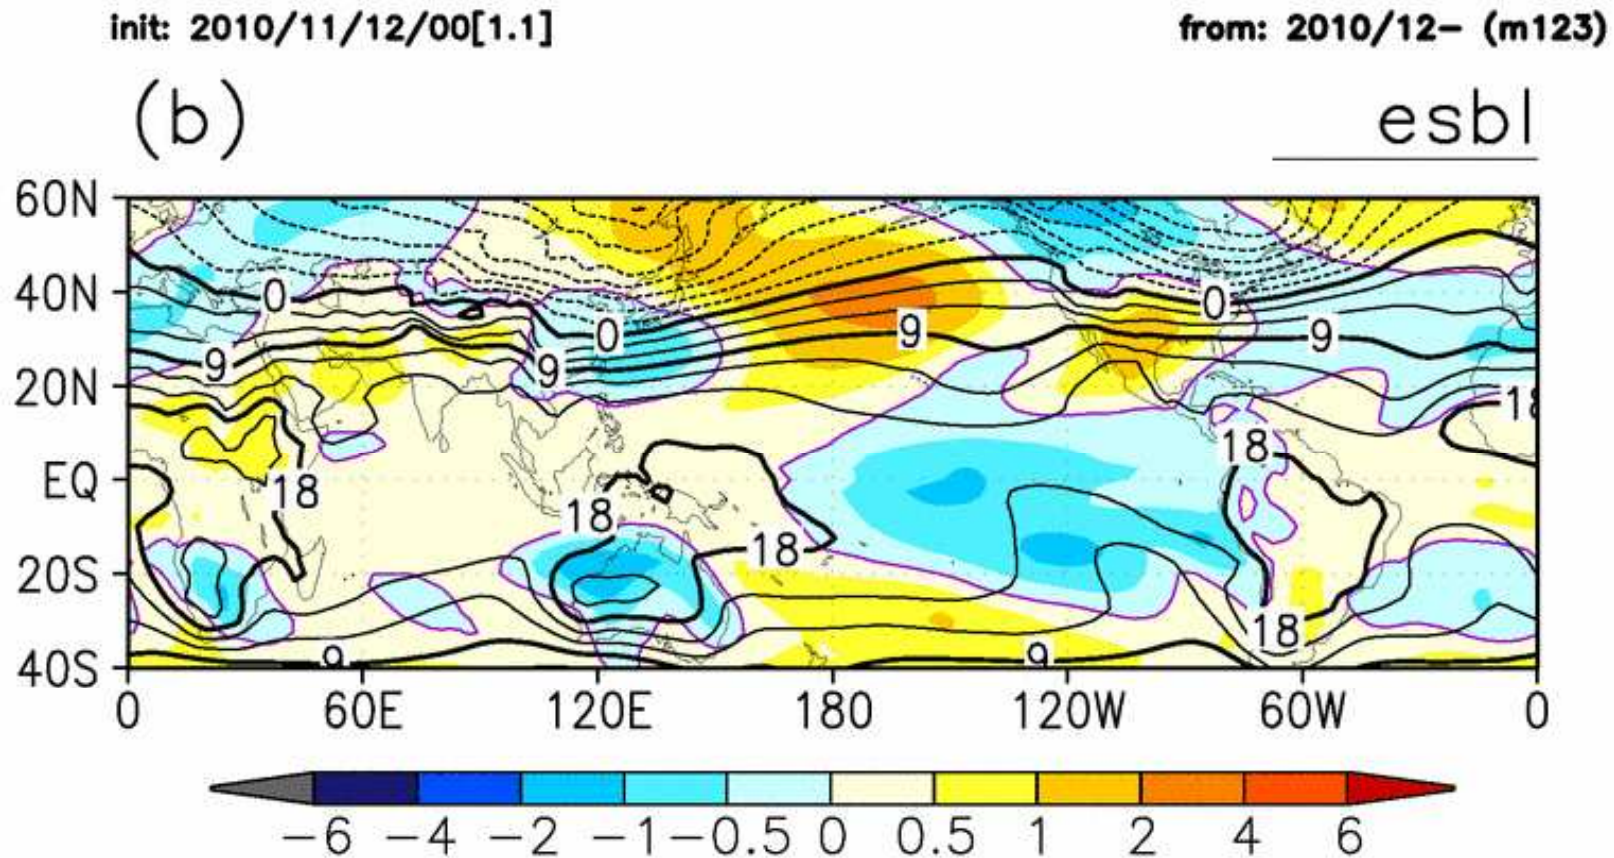 init: 2010/11/12/00[1.1] from: 2010/12- (m123)
(b) esbl
60N
40N
20N
EQ
20S
40S
0 0 0
9 9 9 9
18
18 18
18 18
18
9 9
0 60E 120E 180 120W 60W 0
-6 -4 -2 -1 -0.5 0 0.5 1 2 4 6